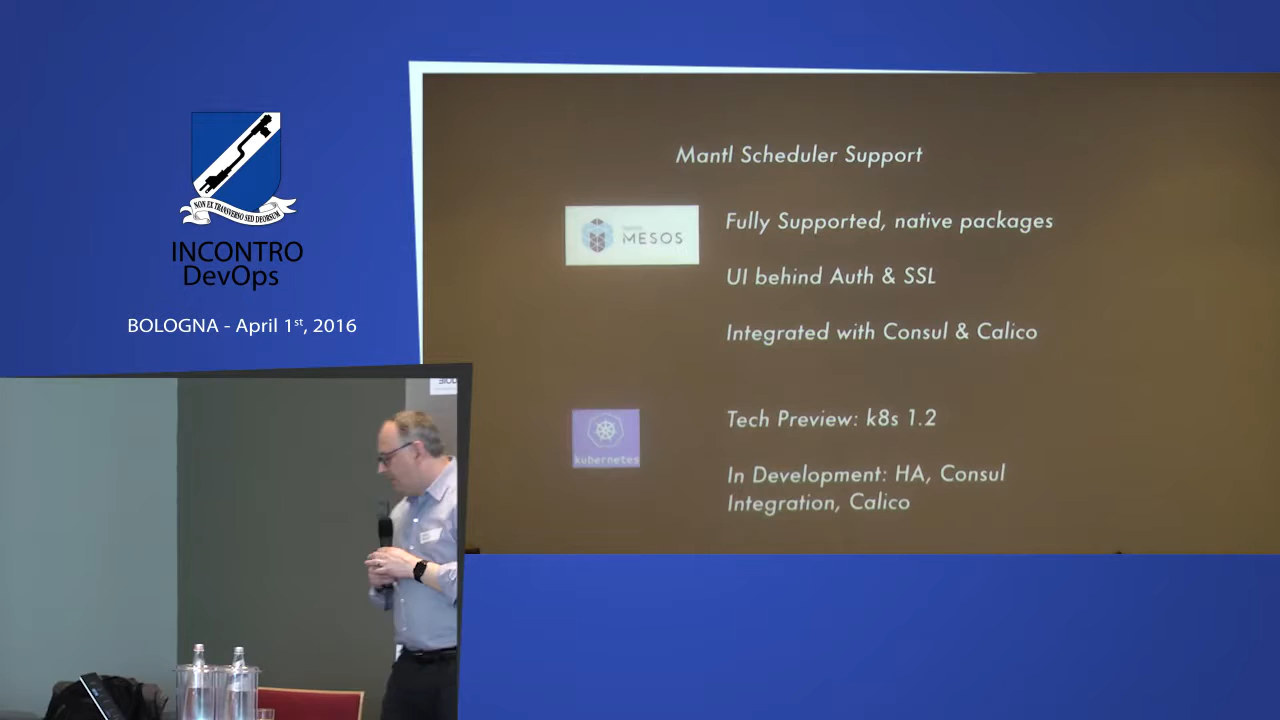 NON EX TRANSVERSO SED DEORSUM
INCONTRO
DevOps
BOLOGNA - April 1st, 2016
Mantl Scheduler Support
MESOS
Fully Supported, native packages
UI behind Auth & SSL
Integrated with Consul & Calico
kubernetes
Tech Preview: k8s 1.2
In Development: HA, Consul
Integration, Calico